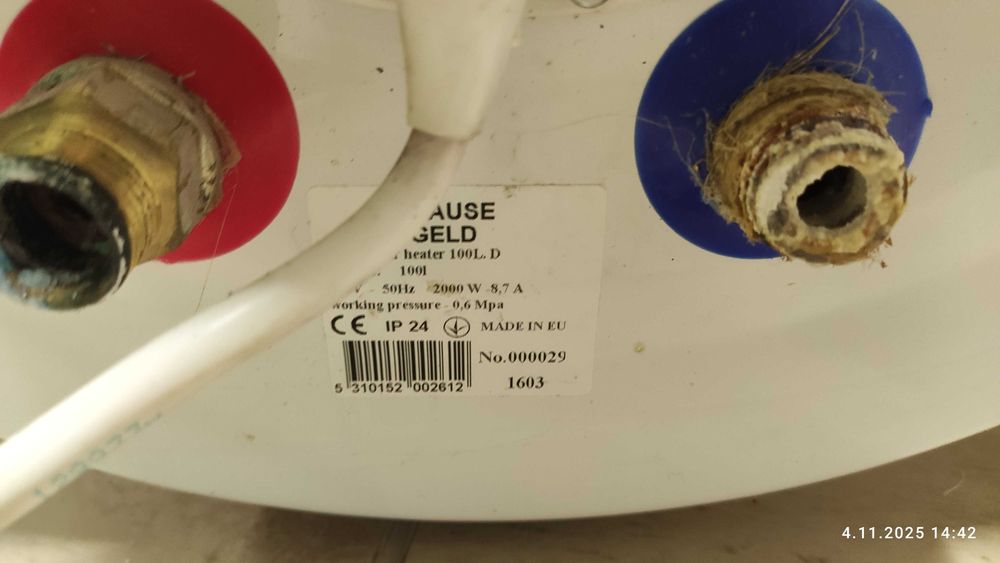 AUSE
GELD
heater 100L. D
100l
V - 50Hz 2000 W -8,7 A
working pressure - 0,6 Mpa
CE IP 24 MADE IN EU
No.000029
5 310152 002612
1603
4.11.2025 14:42